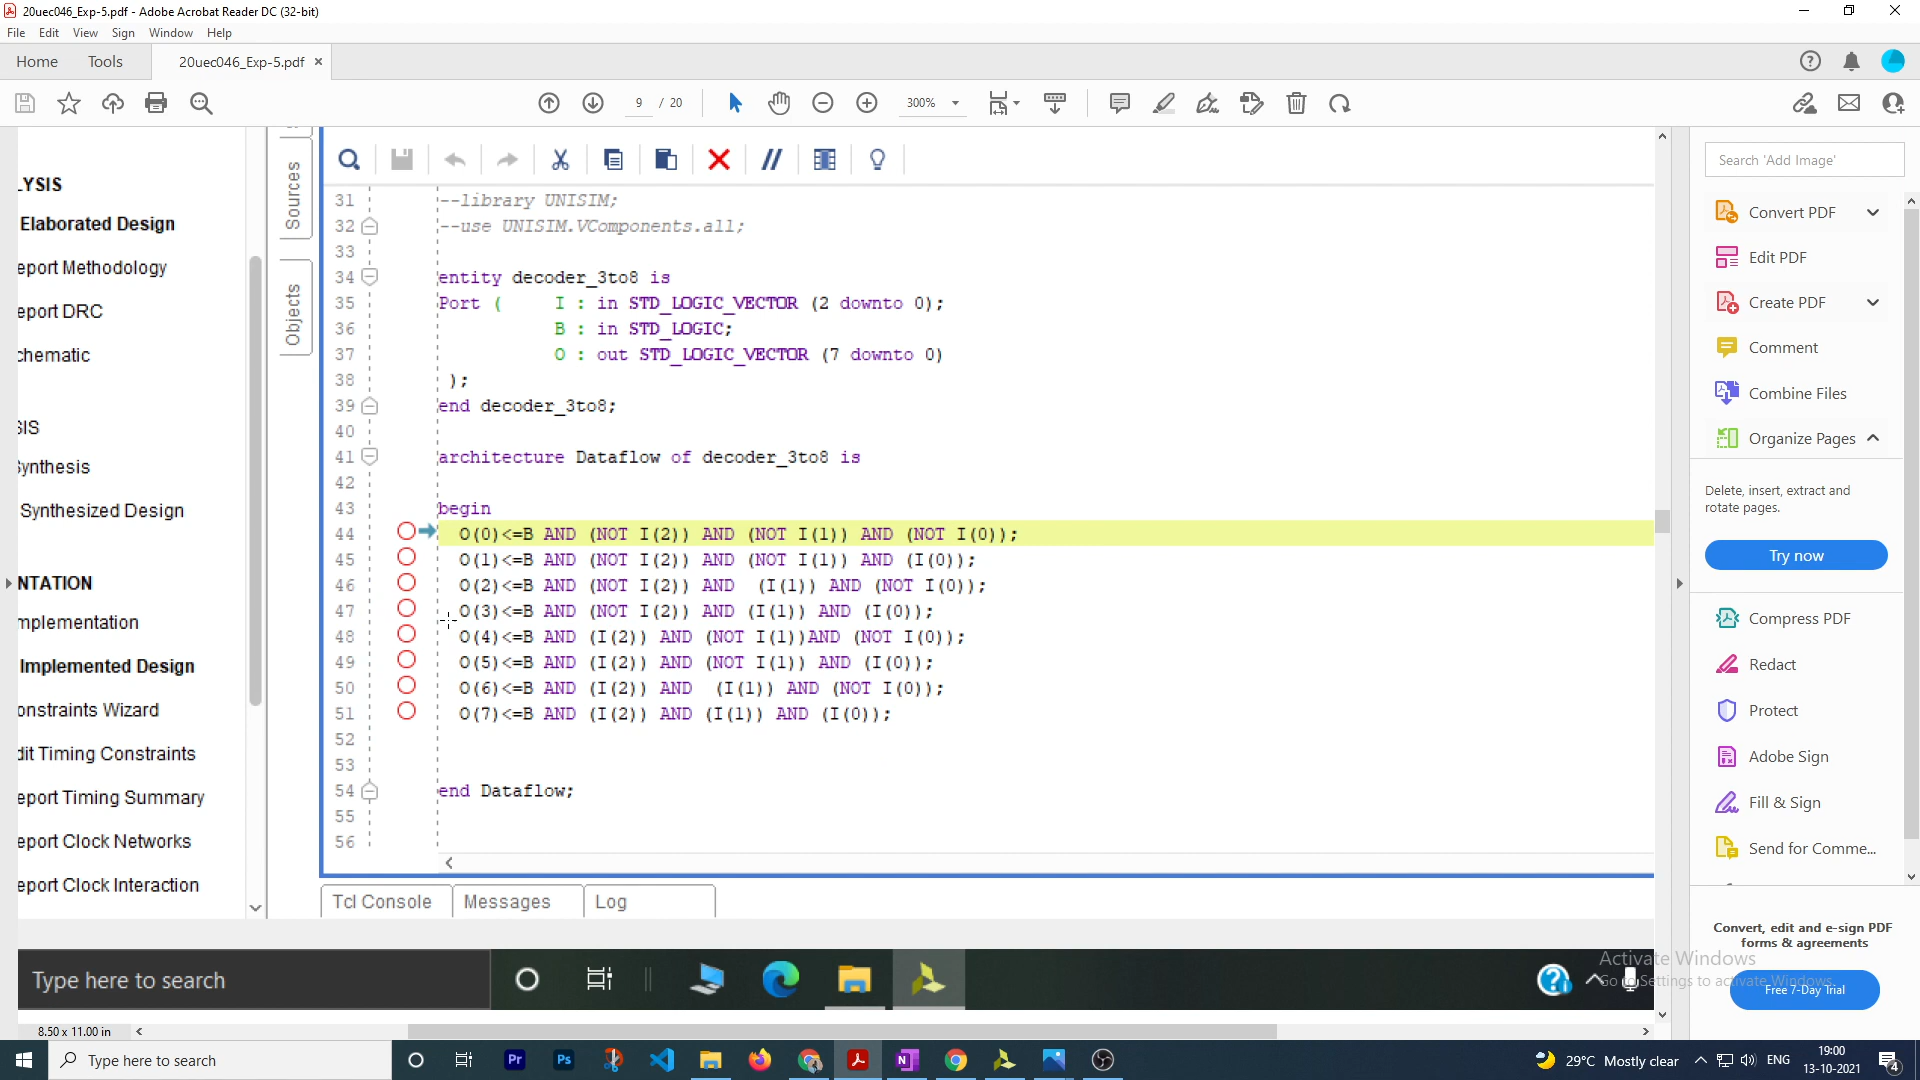 20uec046_Exp-5.pdf - Adobe Acrobat Reader DC (32-bit)
File Edit View Sign Window Help
Home Tools 20uec046_Exp-5.pdf ×
9 / 20 300%
LYSIS
Elaborated Design
eport Methodology
eport DRC
chematic
SIS
Synthesis
Synthesized Design
NTATION
mplementation
Implemented Design
onstraints Wizard
dit Timing Constraints
eport Timing Summary
eport Clock Networks
eport Clock Interaction
Sources
Objects
31 --library UNISIM;
32 --use UNISIM.VComponents.all;
33
34 entity decoder_3to8 is
35 Port ( I : in STD_LOGIC_VECTOR (2 downto 0);
36 B : in STD_LOGIC;
37 O : out STD_LOGIC_VECTOR (7 downto 0)
38 );
39 end decoder_3to8;
40
41 architecture Dataflow of decoder_3to8 is
42
43 begin
44 O(0)<=B AND (NOT I(2)) AND (NOT I(1)) AND (NOT I(0));
45 O(1)<=B AND (NOT I(2)) AND (NOT I(1)) AND (I(0));
46 O(2)<=B AND (NOT I(2)) AND (I(1)) AND (NOT I(0));
47 O(3)<=B AND (NOT I(2)) AND (I(1)) AND (I(0));
48 O(4)<=B AND (I(2)) AND (NOT I(1))AND (NOT I(0));
49 O(5)<=B AND (I(2)) AND (NOT I(1)) AND (I(0));
50 O(6)<=B AND (I(2)) AND (I(1)) AND (NOT I(0));
51 O(7)<=B AND (I(2)) AND (I(1)) AND (I(0));
52
53
54 end Dataflow;
55
56
Tcl Console Messages Log
Type here to search
8.50 x 11.00 in
Search 'Add Image'
Convert PDF
Edit PDF
Create PDF
Comment
Combine Files
Organize Pages
Delete, insert, extract and
rotate pages.
Try now
Compress PDF
Redact
Protect
Adobe Sign
Fill & Sign
Send for Comme...
Convert, edit and e-sign PDF
forms & agreements
Free 7-Day Trial
Activate Windows
Go to Settings to activate Windows.
Type here to search
Pr Ps
29°C Mostly clear ENG
19:00
13-10-2021
4